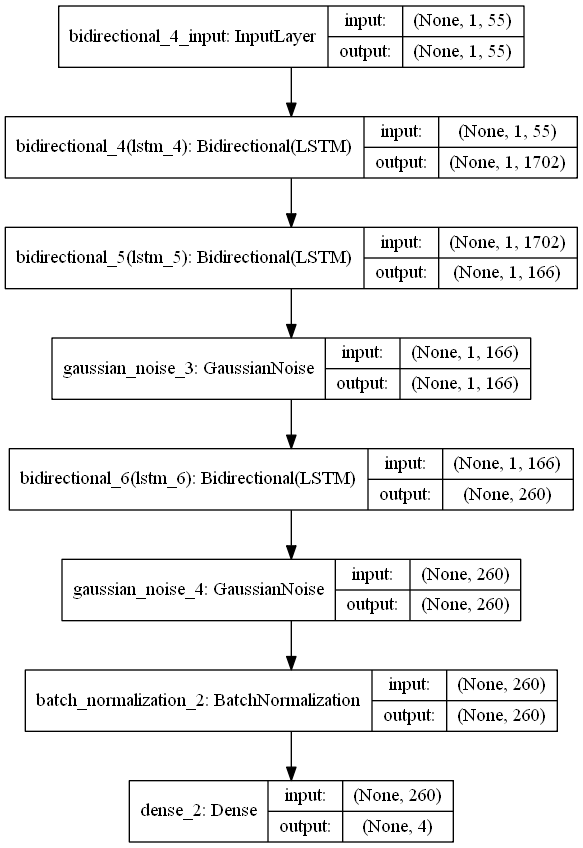 bidirectional_4_input: InputLayer
input: (None, 1, 55)
output: (None, 1, 55)
bidirectional_4(lstm_4): Bidirectional(LSTM)
input: (None, 1, 55)
output: (None, 1, 1702)
bidirectional_5(lstm_5): Bidirectional(LSTM)
input: (None, 1, 1702)
output: (None, 1, 166)
gaussian_noise_3: GaussianNoise
input: (None, 1, 166)
output: (None, 1, 166)
bidirectional_6(lstm_6): Bidirectional(LSTM)
input: (None, 1, 166)
output: (None, 260)
gaussian_noise_4: GaussianNoise
input: (None, 260)
output: (None, 260)
batch_normalization_2: BatchNormalization
input: (None, 260)
output: (None, 260)
dense_2: Dense
input: (None, 260)
output: (None, 4)